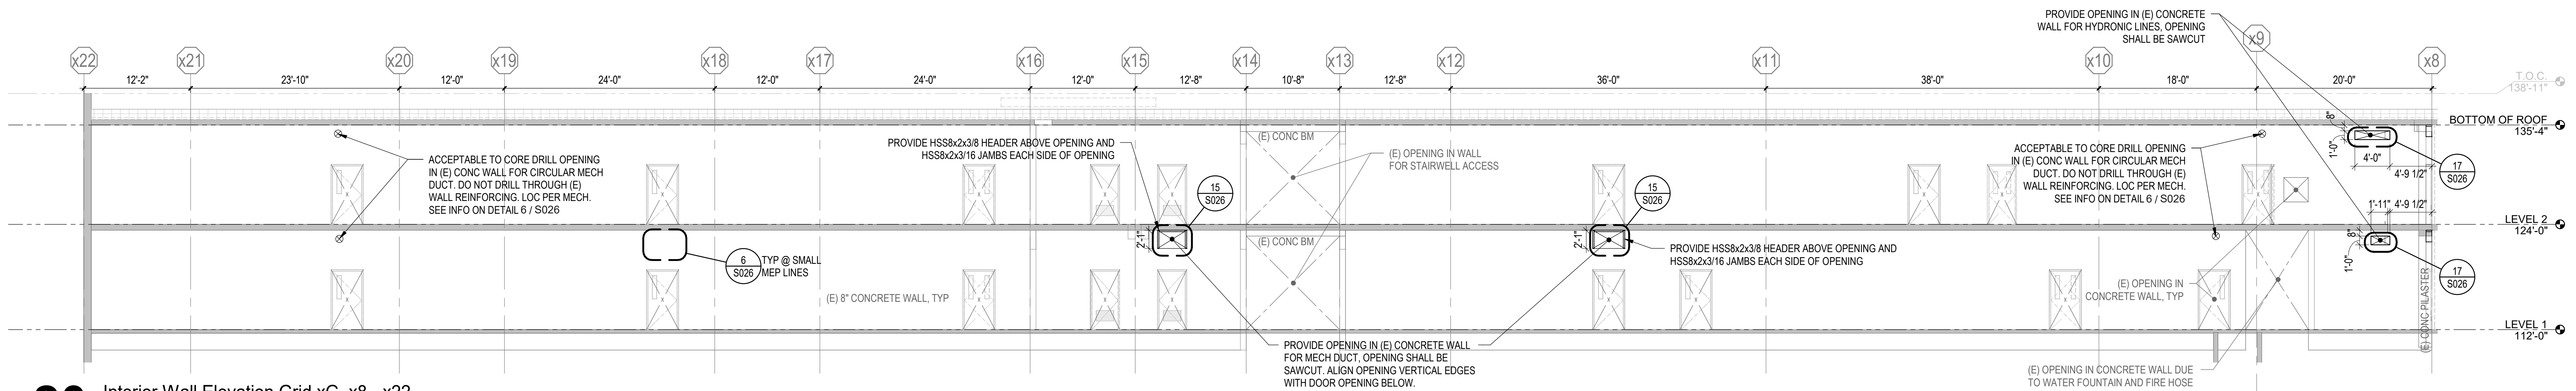 PROVIDE OPENING IN (E) CONCRETE
WALL FOR HYDRONIC LINES, OPENING
SHALL BE SAWCUT
x22
x21
x20
x19
x18
x17
x16
x15
x14
x13
x12
x11
x10
x9
x8
12'-2"
23'-10"
12'-0"
24'-0"
12'-0"
24'-0"
12'-0"
12'-8"
10'-8"
12'-8"
36'-0"
38'-0"
18'-0"
20'-0"
T.O.C.
138'-11"
BOTTOM OF ROOF
135'-4"
LEVEL 2
124'-0"
LEVEL 1
112'-0"
ACCEPTABLE TO CORE DRILL OPENING
IN (E) CONC WALL FOR CIRCULAR MECH
DUCT. DO NOT DRILL THROUGH (E)
WALL REINFORCING. LOC PER MECH.
SEE INFO ON DETAIL 6 / S026
6
S026
TYP @ SMALL
MEP LINES
(E) 8" CONCRETE WALL, TYP
PROVIDE HSS8x2x3/8 HEADER ABOVE OPENING AND
HSS8x2x3/16 JAMBS EACH SIDE OF OPENING
15
S026
2'-1"
(E) CONC BM
(E) CONC BM
(E) OPENING IN WALL
FOR STAIRWELL ACCESS
15
S026
2'-1"
PROVIDE HSS8x2x3/8 HEADER ABOVE OPENING AND
HSS8x2x3/16 JAMBS EACH SIDE OF OPENING
PROVIDE OPENING IN (E) CONCRETE WALL
FOR MECH DUCT, OPENING SHALL BE
SAWCUT. ALIGN OPENING VERTICAL EDGES
WITH DOOR OPENING BELOW.
ACCEPTABLE TO CORE DRILL OPENING
IN (E) CONC WALL FOR CIRCULAR MECH
DUCT. DO NOT DRILL THROUGH (E)
WALL REINFORCING. LOC PER MECH.
SEE INFO ON DETAIL 6 / S026
8"
1'-0"
4'-0"
4'-9 1/2"
17
S026
1'-11"
4'-9 1/2"
8"
1'-0"
17
S026
(E) OPENING IN
CONCRETE WALL, TYP
(E) CONC PILASTER
(E) OPENING IN CONCRETE WALL DUE
TO WATER FOUNTAIN AND FIRE HOSE